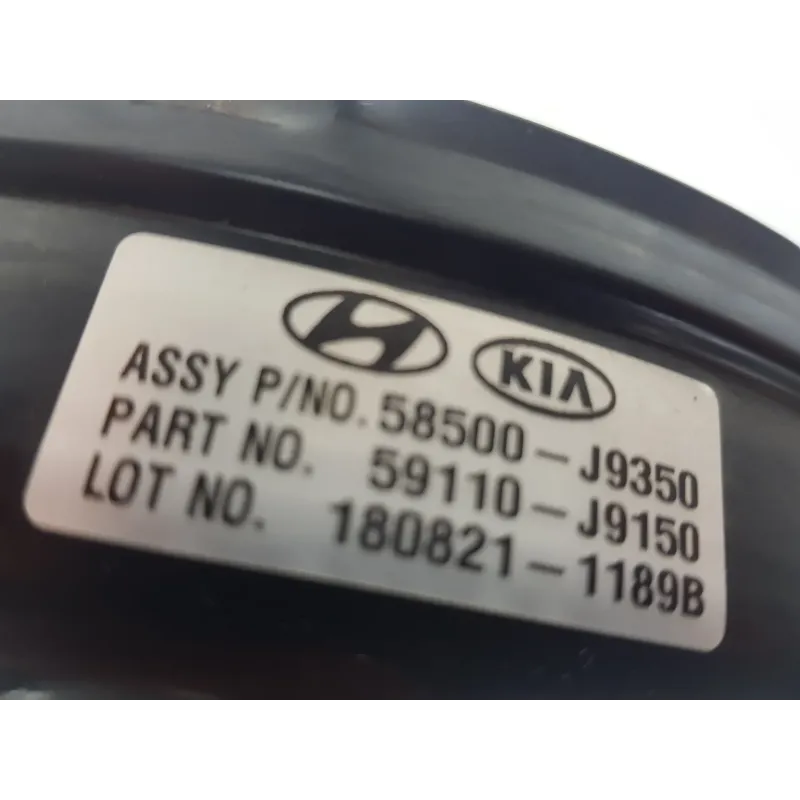 KIA
ASSY P/NO. 58500-J9350
PART NO. 59110-J9150
LOT NO. 180821-1189B